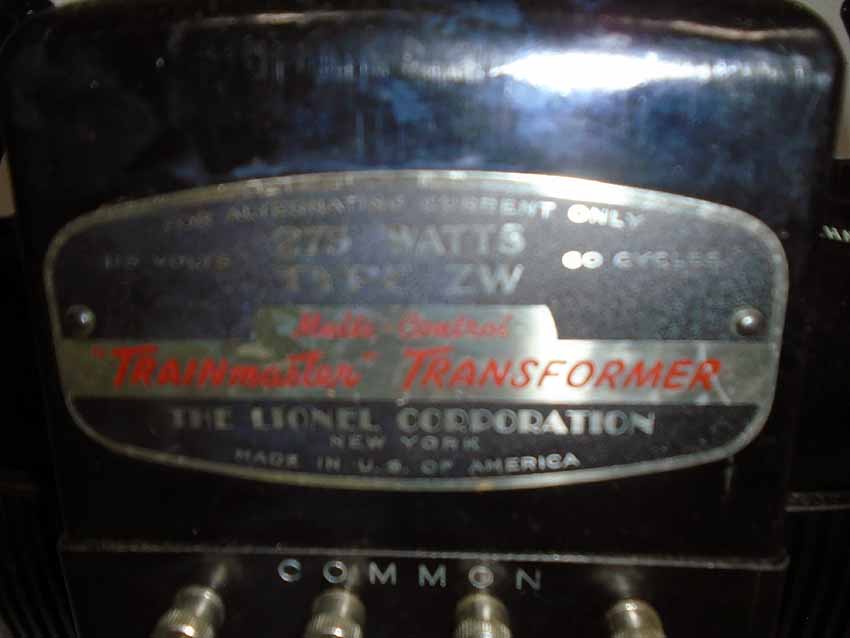 FOR ALTERNATING CURRENT ONLY
275 WATTS
115 VOLTS 60 CYCLES
TYPE ZW
Multi-Control
"TRAINmaster" TRANSFORMER
THE LIONEL CORPORATION
NEW YORK
MADE IN U.S. OF AMERICA
COMMON